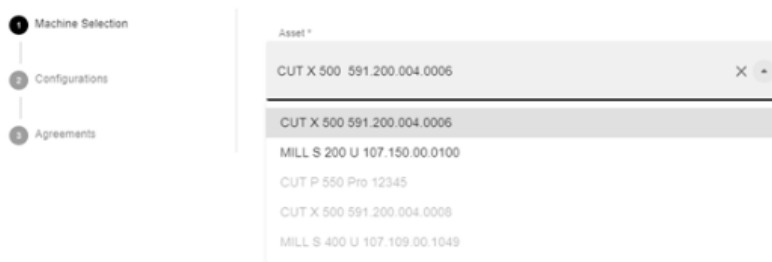 1 Machine Selection
2 Configurations
3 Agreements
Asset *
CUT X 500 591.200.004.0006
CUT X 500 591.200.004.0006
MILL S 200 U 107.150.00.0100
CUT P 550 Pro 12345
CUT X 500 591.200.004.0008
MILL S 400 U 107.109.00.1049